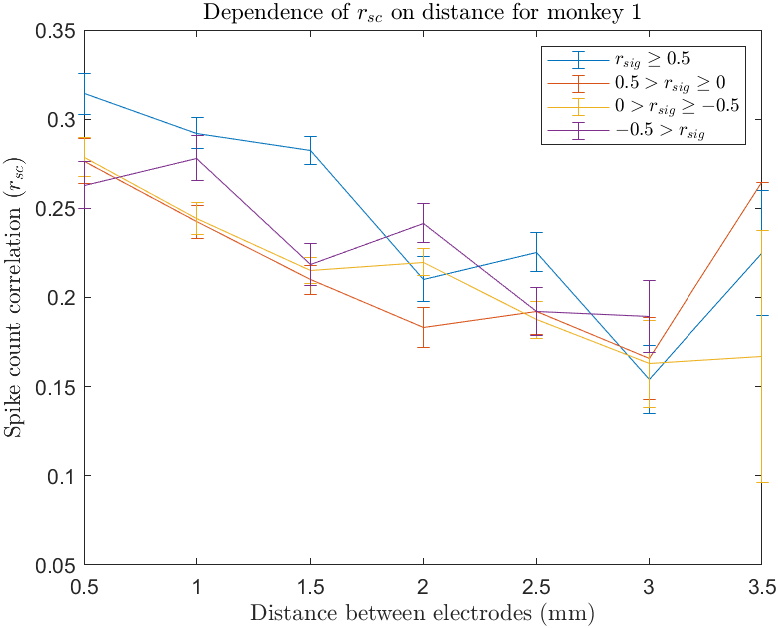 Dependence of r_sc on distance for monkey 1
r_sig ≥ 0.5
0.5 > r_sig ≥ 0
0 > r_sig ≥ −0.5
−0.5 > r_sig
Spike count correlation (r_sc)
0.35
0.3
0.25
0.2
0.15
0.1
0.05
0.5 1 1.5 2 2.5 3 3.5
Distance between electrodes (mm)